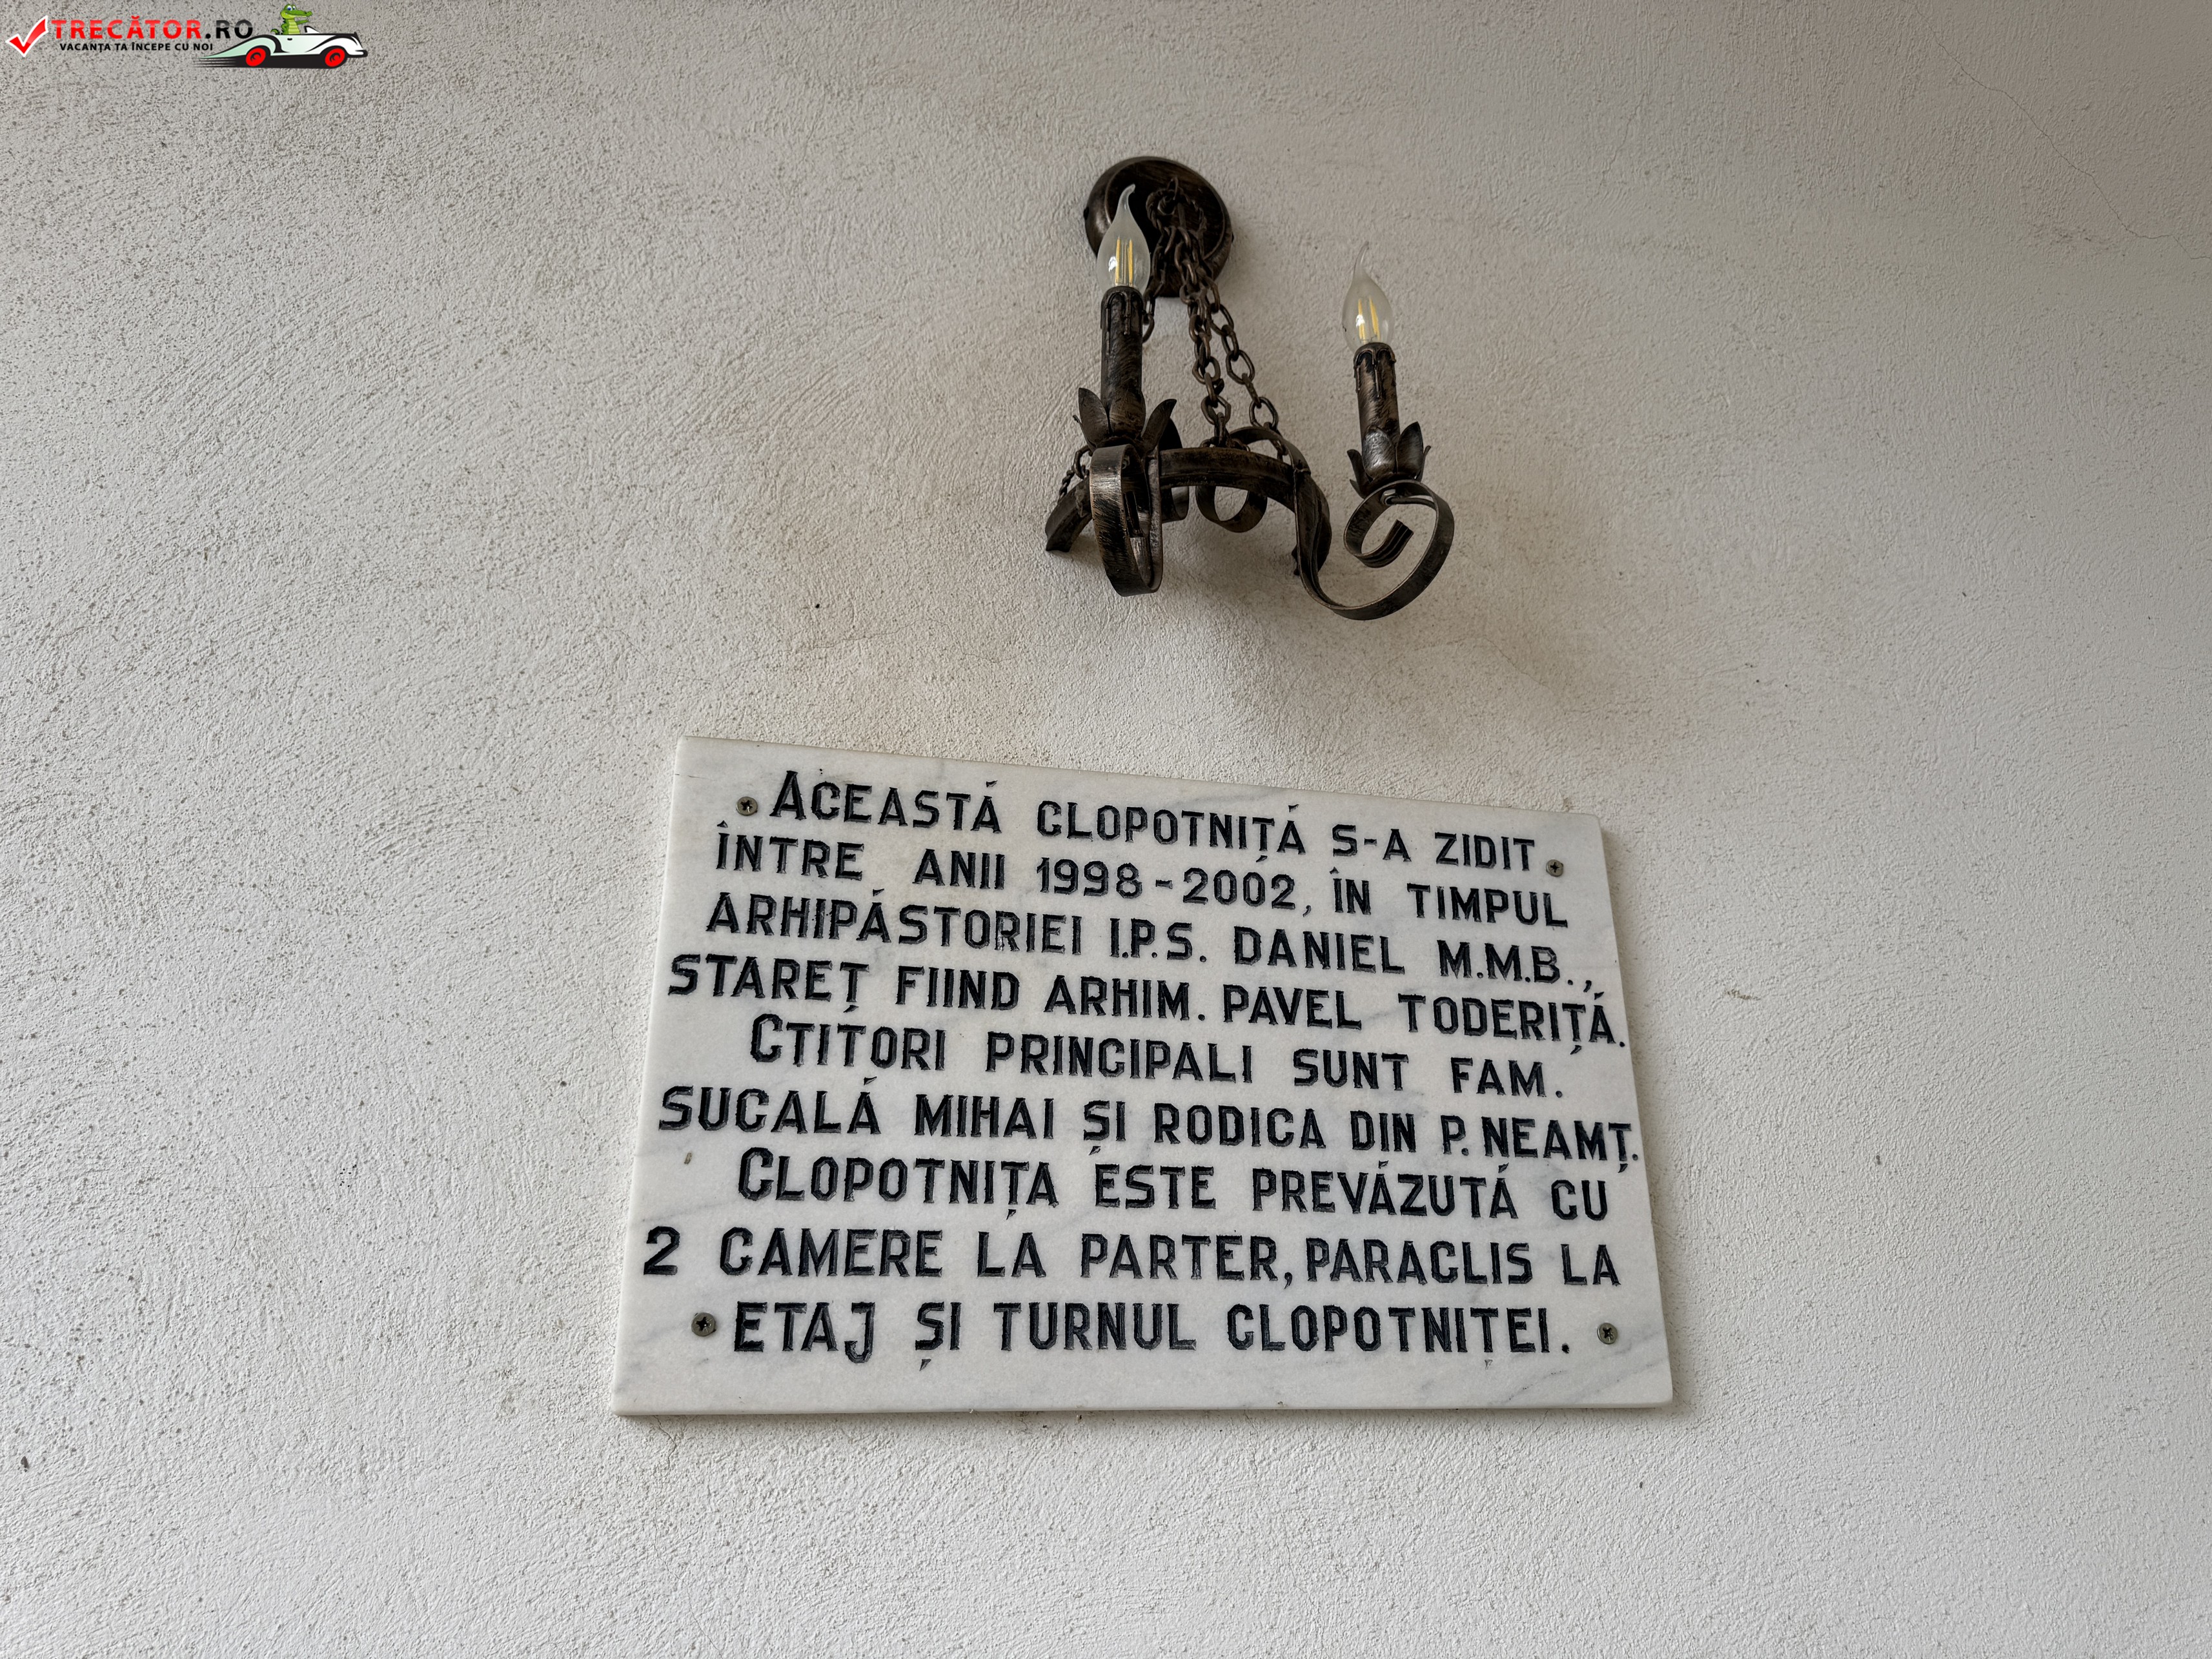 TRECĂTOR.RO
VACANȚA TA ÎNCEPE CU NOI
ACEASTĂ CLOPOTNIȚĂ S-A ZIDIT
ÎNTRE ANII 1998-2002, ÎN TIMPUL
ARHIPĂSTORIEI I.P.S. DANIEL M.M.B.,
STAREȚ FIIND ARHIM. PAVEL TODERIȚĂ.
CTITORI PRINCIPALI SUNT FAM.
SUCALĂ MIHAI ȘI RODICA DIN P. NEAMȚ.
CLOPOTNIȚA ESTE PREVĂZUTĂ CU
2 CAMERE LA PARTER, PARACLIS LA
ETAJ ȘI TURNUL CLOPOTNIȚEI.